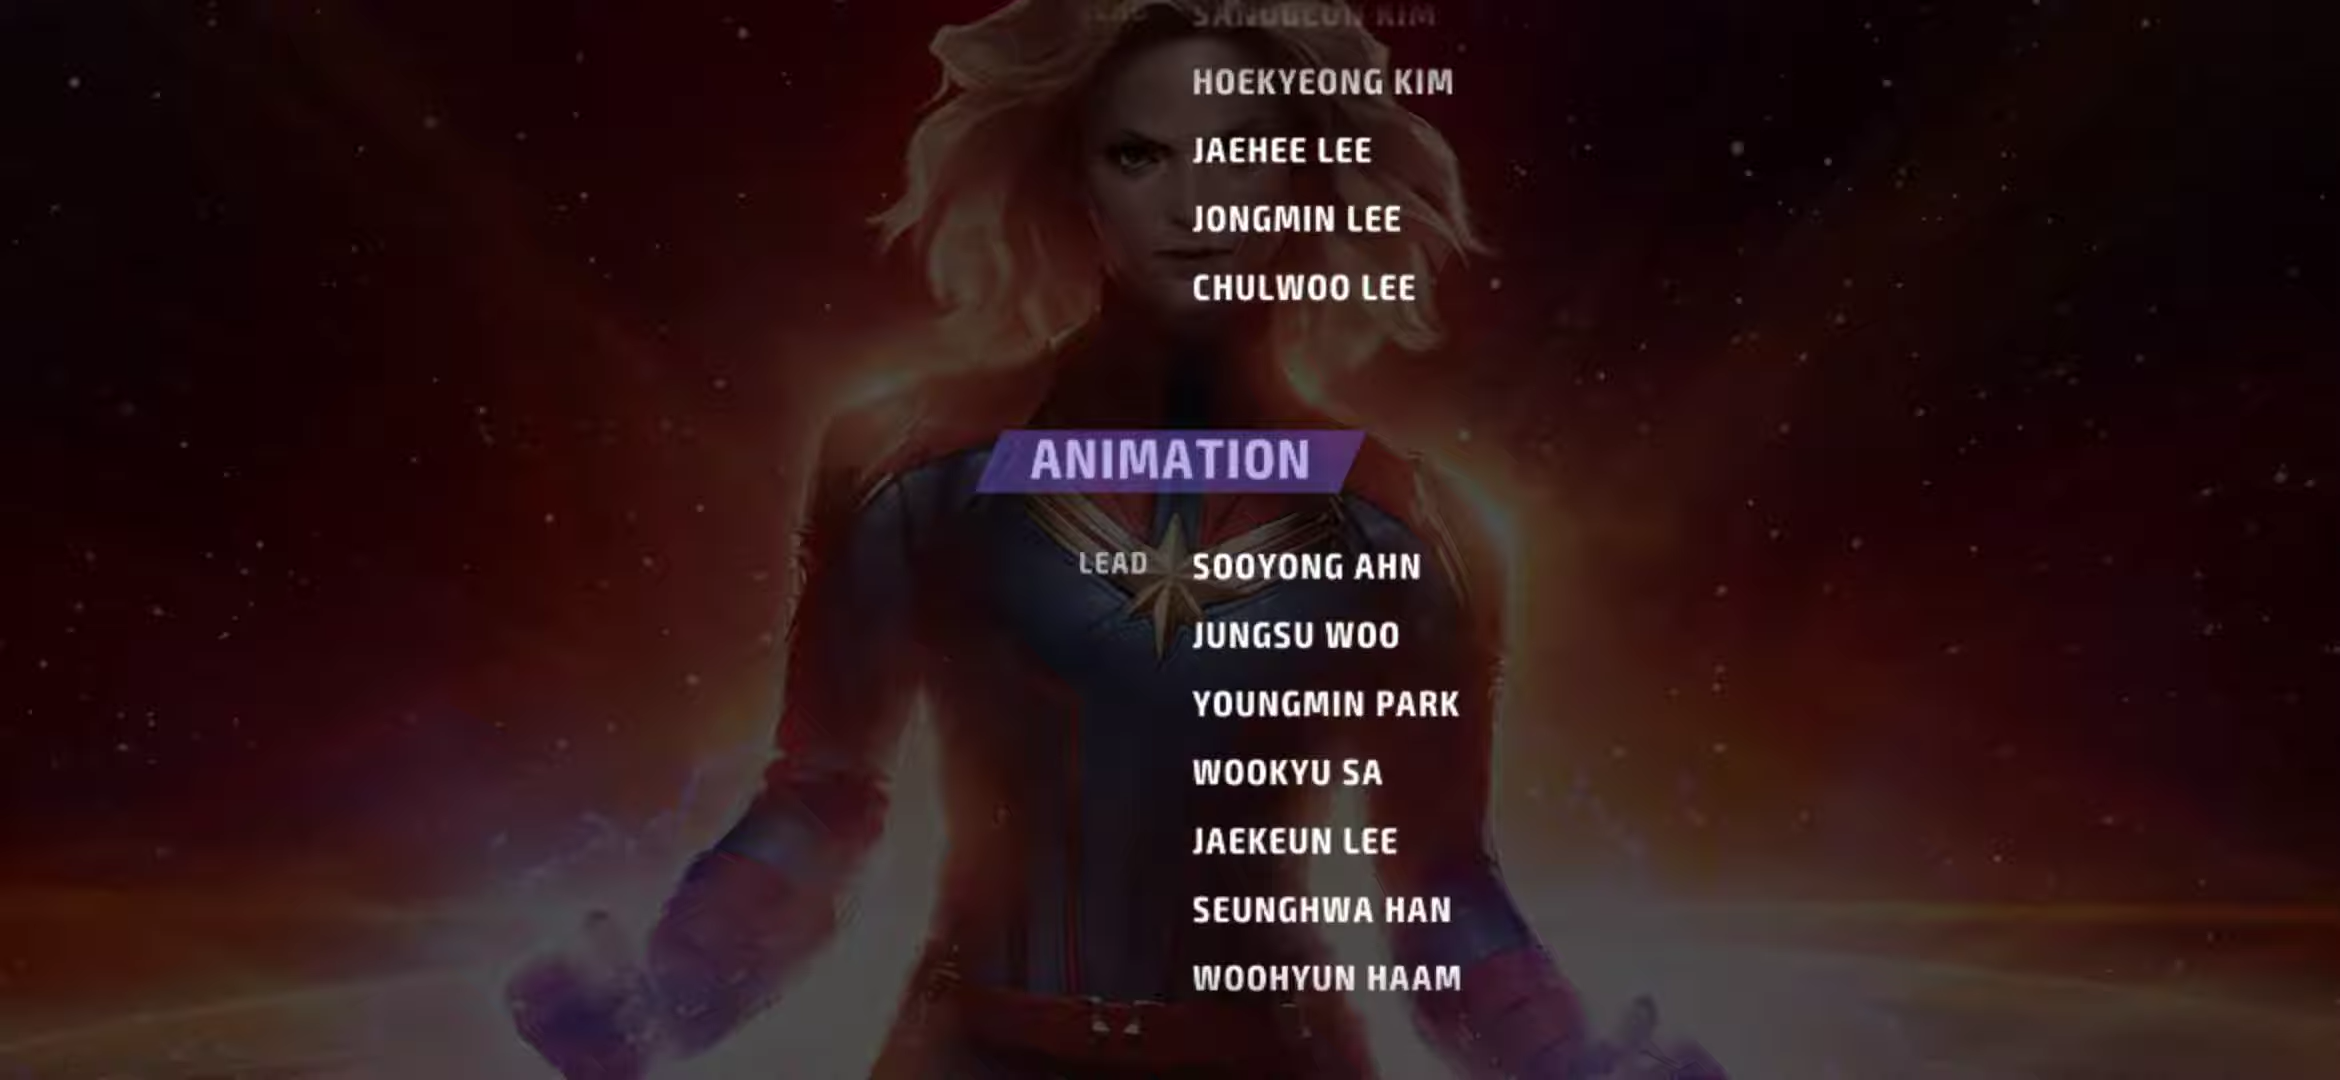 HOEKYEONG KIM
JAEHEE LEE
JONGMIN LEE
CHULWOO LEE
ANIMATION
LEAD SOOYONG AHN
JUNGSU WOO
YOUNGMIN PARK
WOOKYU SA
JAEKEUN LEE
SEUNGHWA HAN
WOOHYUN HAAM